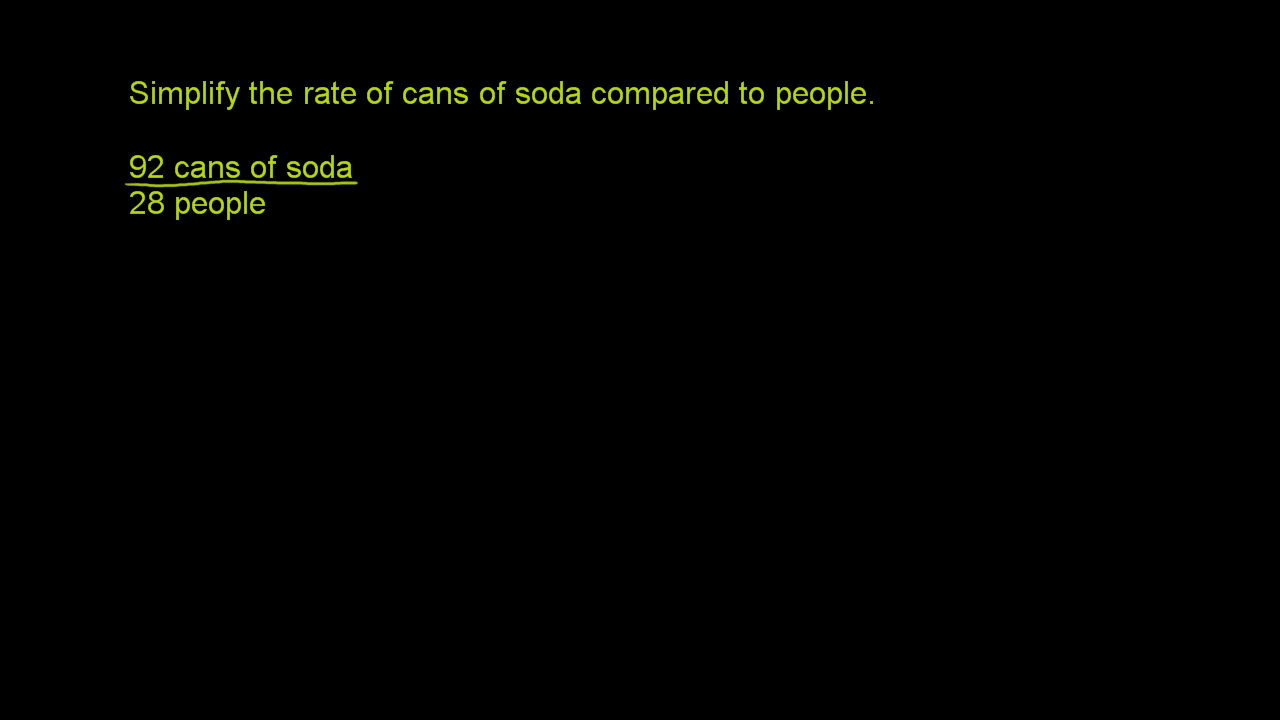 Simplify the rate of cans of soda compared to people.
92 cans of soda
28 people